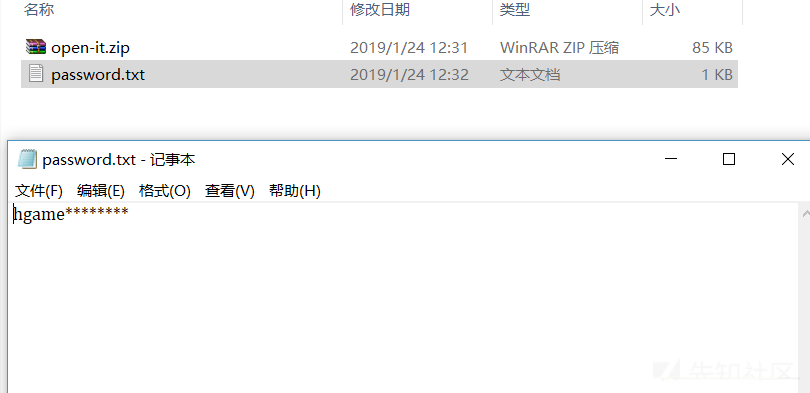 名称 修改日期 类型 大小
open-it.zip 2019/1/24 12:31 WinRAR ZIP 压缩 85 KB
password.txt 2019/1/24 12:32 文本文档 1 KB
password.txt - 记事本
文件(F) 编辑(E) 格式(O) 查看(V) 帮助(H)
hgame********
先知社区